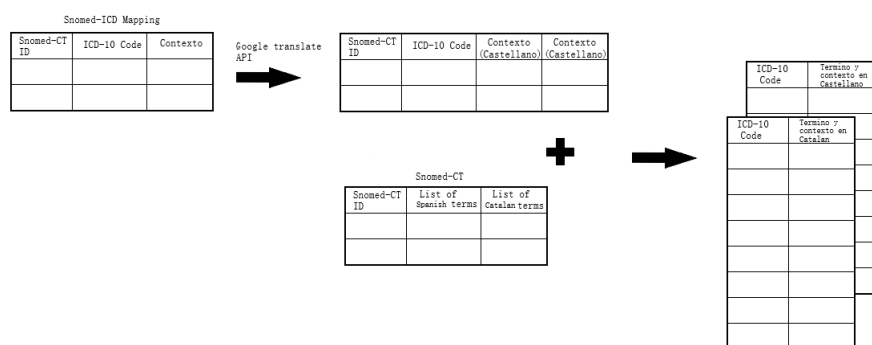 Snomed-ICD Mapping
Snomed-CT ID
ICD-10 Code
Contexto
Google translate
API
Snomed-CT ID
ICD-10 Code
Contexto
(Castellano)
Contexto
(Castellano)
Snomed-CT
Snomed-CT ID
List of
Spanish terms
List of
Catalan terms
ICD-10
Code
Termino y
contexto en
Castellano
ICD-10
Code
Termino y
contexto en
Catalan